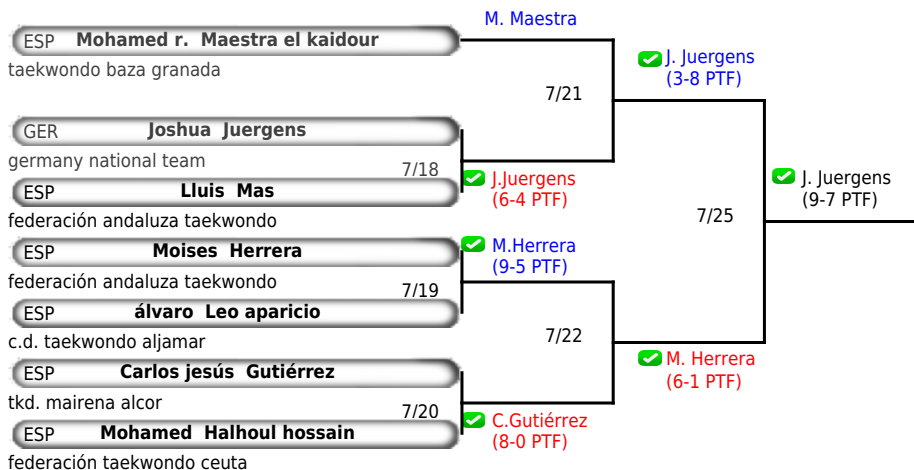 M. Maestra
ESP Mohamed r. Maestra el kaidour
taekwondo baza granada
J. Juergens
(3-8 PTF)
7/21
GER Joshua Juergens
germany national team
7/18
J.Juergens
(6-4 PTF)
ESP Lluis Mas
federación andaluza taekwondo
J. Juergens
(9-7 PTF)
7/25
ESP Moises Herrera
federación andaluza taekwondo
M.Herrera
(9-5 PTF)
7/19
ESP álvaro Leo aparicio
c.d. taekwondo aljamar
7/22
M. Herrera
(6-1 PTF)
ESP Carlos jesús Gutiérrez
tkd. mairena alcor
7/20
C.Gutiérrez
(8-0 PTF)
ESP Mohamed Halhoul hossain
federación taekwondo ceuta